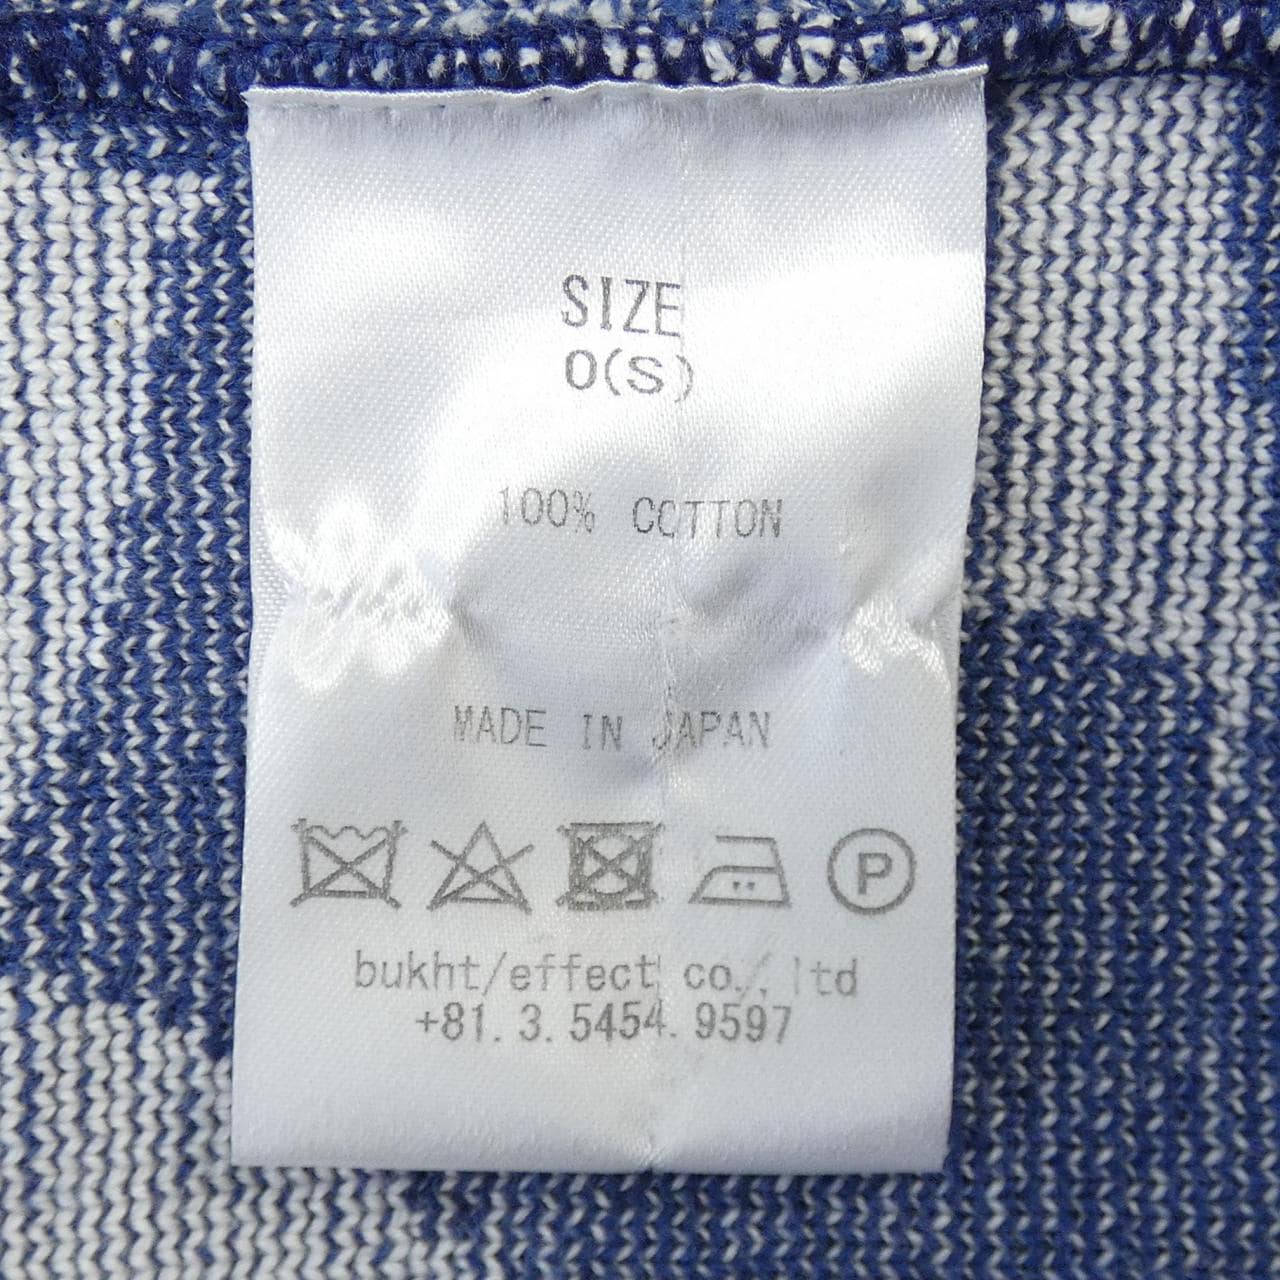 SIZE
0(S)
100% COTTON
MADE IN JAPAN
P
bukht/effect co., ltd
+81. 3. 5454. 9597